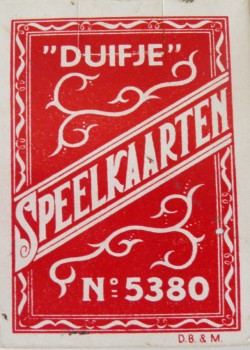 "DUIFJE"
SPEELKAARTEN
No: 5380
D.B. & M.